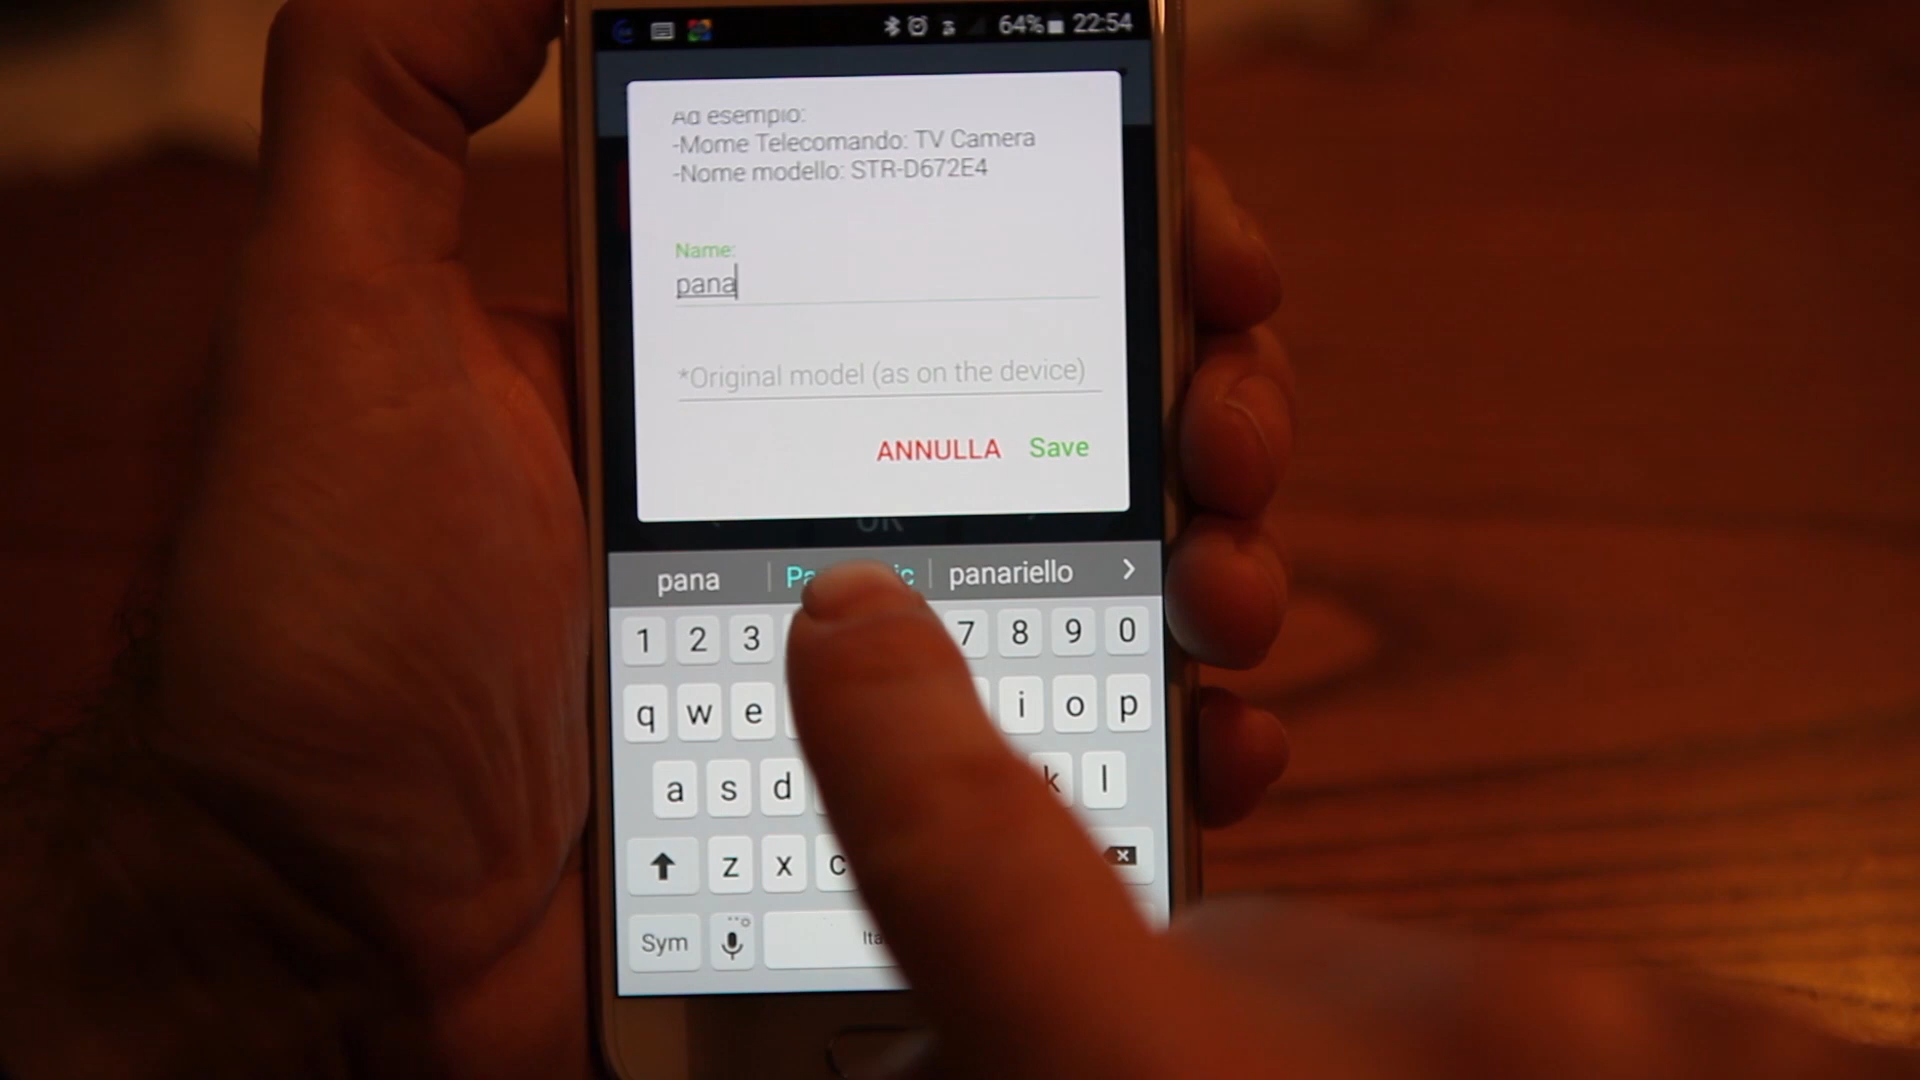 64% 22:54
Ad esempio:
-Mome Telecomando: TV Camera
-Nome modello: STR-D672E4
Name:
pana
*Original model (as on the device)
ANNULLA Save
OK
pana panariello
1 2 3 7 8 9 0
q w e i o p
a s d k l
z x c
Sym